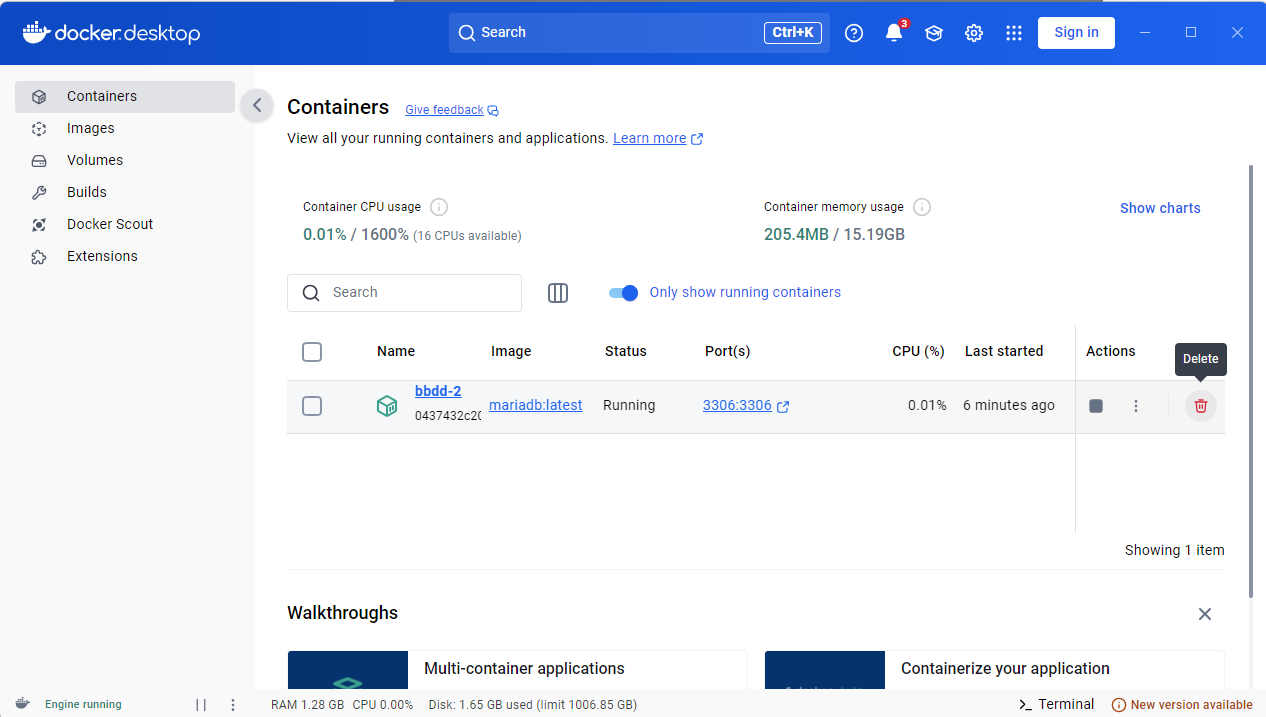 docker.desktop
Search
Ctrl+K
3
Sign in
Containers
Images
Volumes
Builds
Docker Scout
Extensions
Containers
Give feedback
View all your running containers and applications. Learn more
Container CPU usage
0.01% / 1600% (16 CPUs available)
Container memory usage
205.4MB / 15.19GB
Show charts
Search
Only show running containers
Name Image Status Port(s) CPU (%) Last started Actions
Delete
bbdd-2
0437432c20
mariadb:latest Running 3306:3306 0.01% 6 minutes ago
Showing 1 item
Walkthroughs
Multi-container applications
Containerize your application
Engine running
RAM 1.28 GB CPU 0.00% Disk: 1.65 GB used (limit 1006.85 GB)
Terminal
New version available